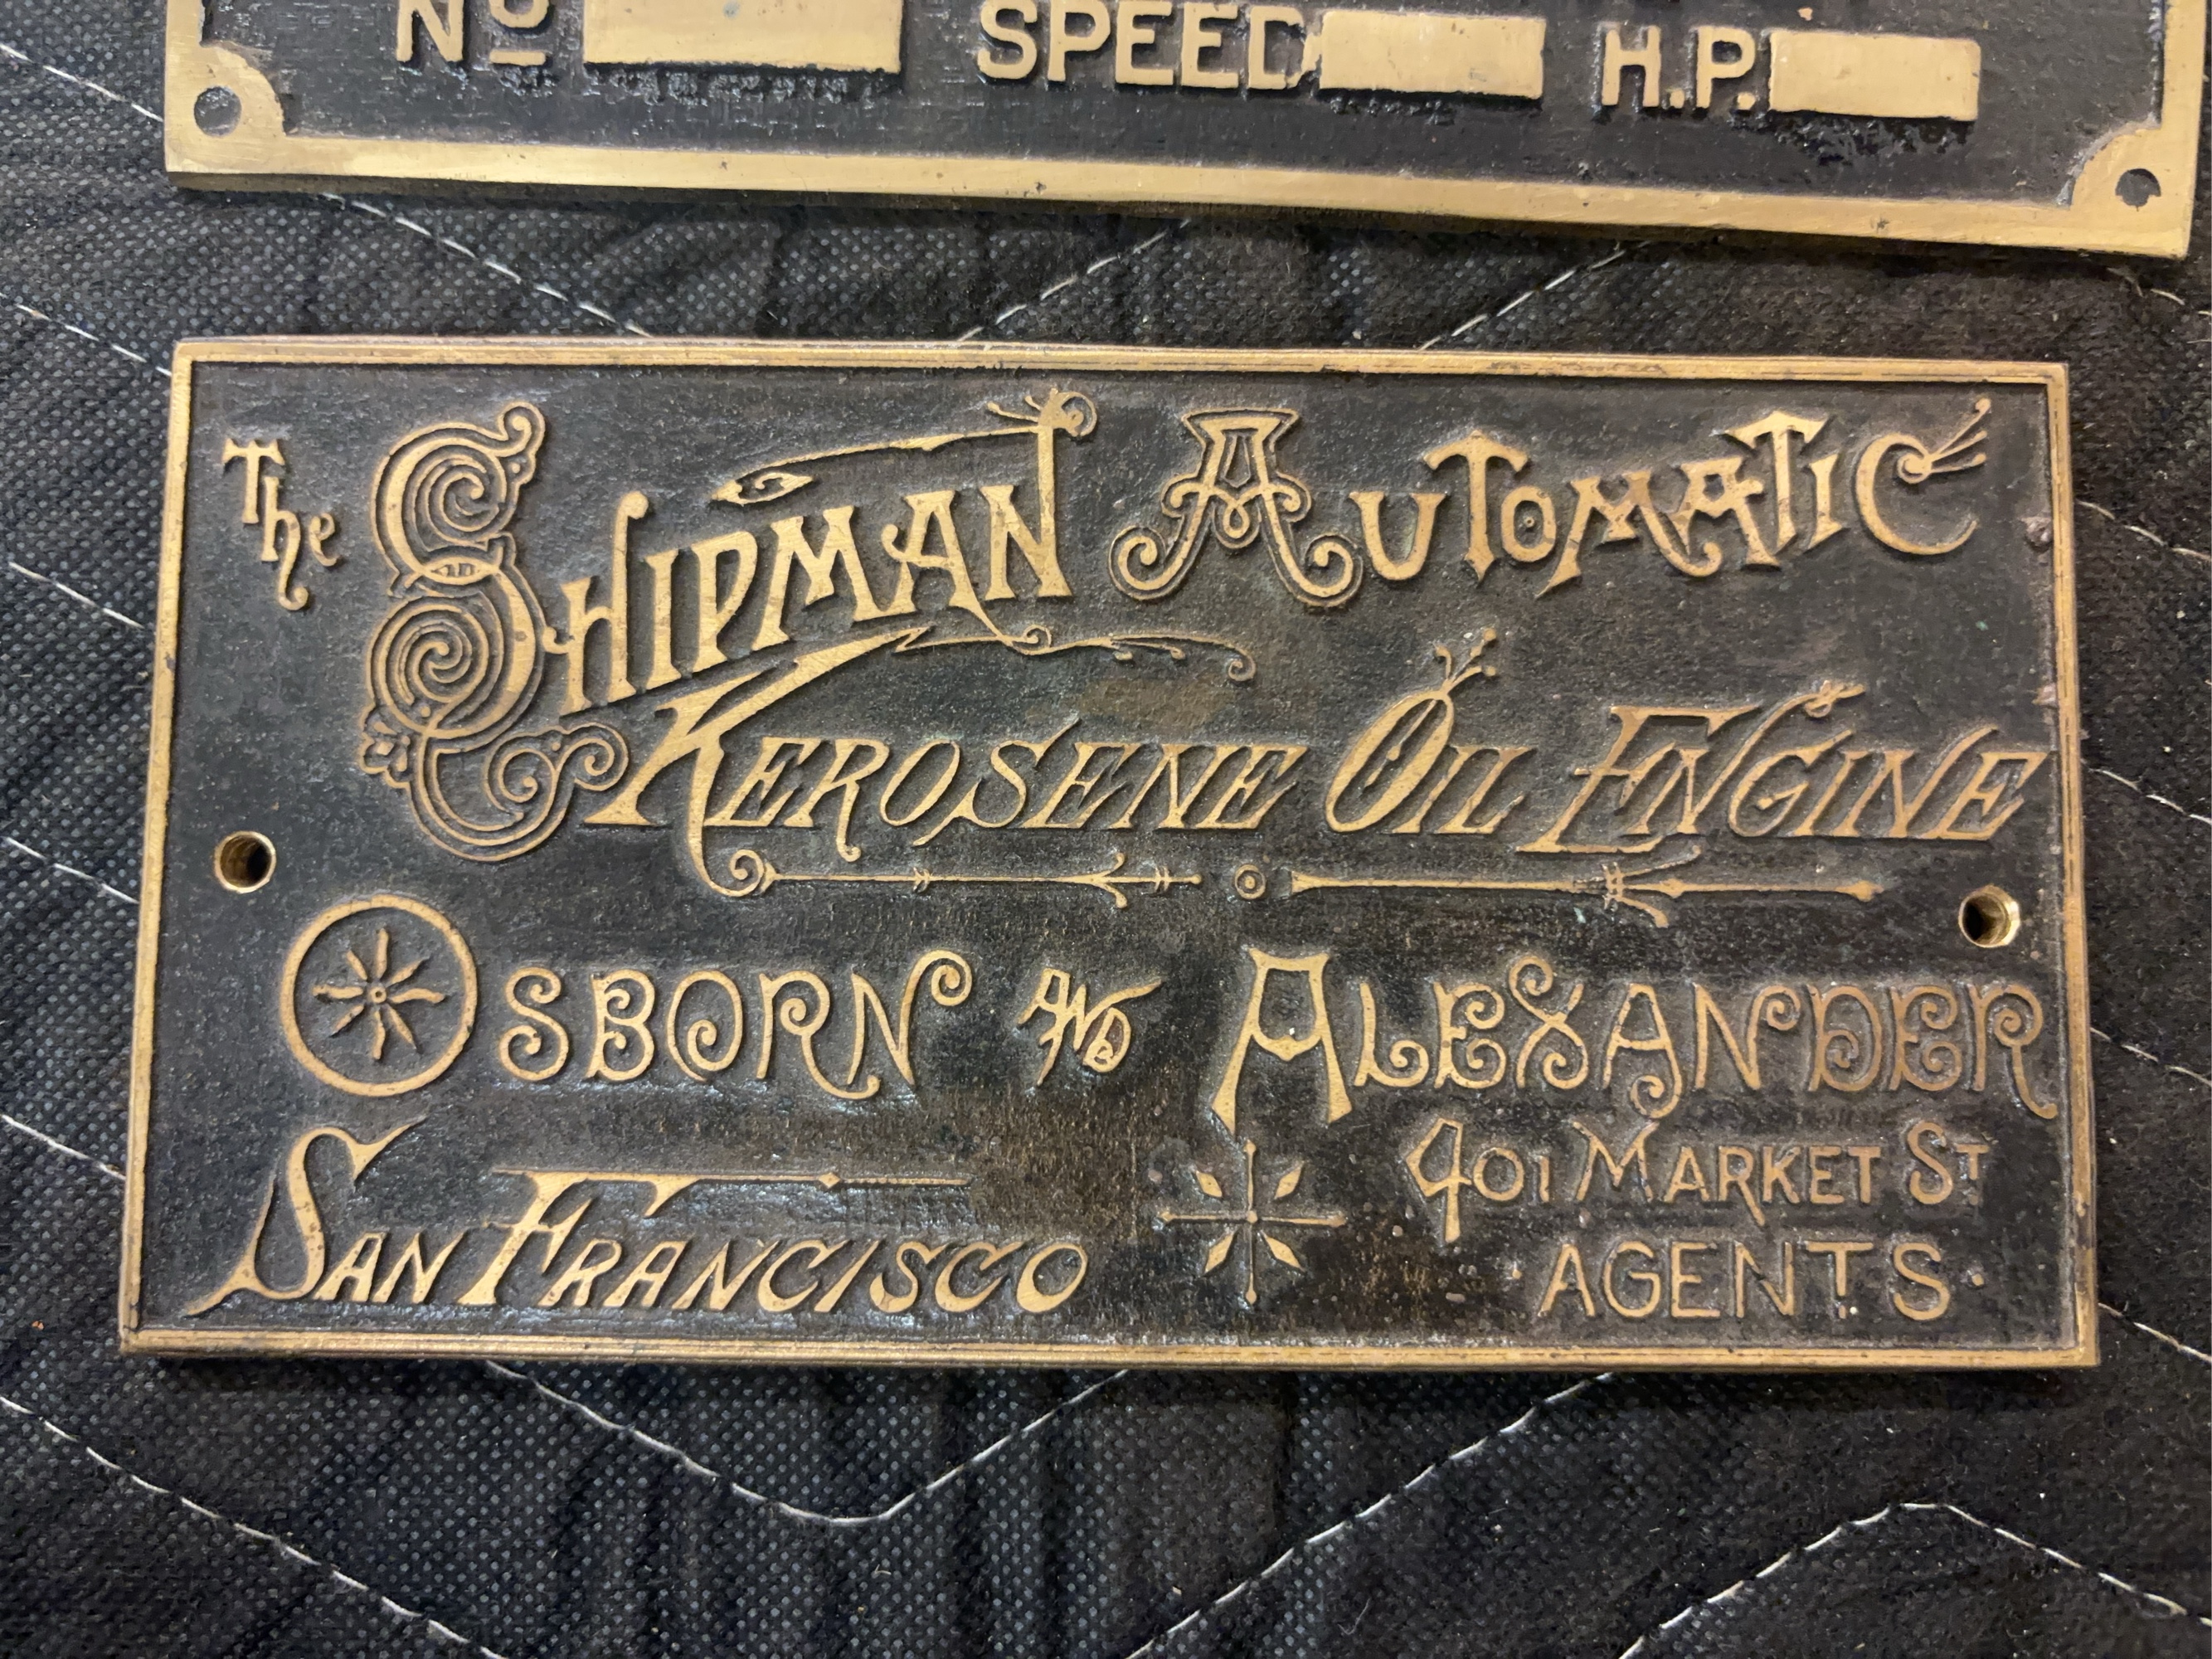 No SPEED H.P.
The Shipman Automatic
Kerosene Oil Engine
Osborn and Alexander
401 Market St
San Francisco
· AGENTS ·